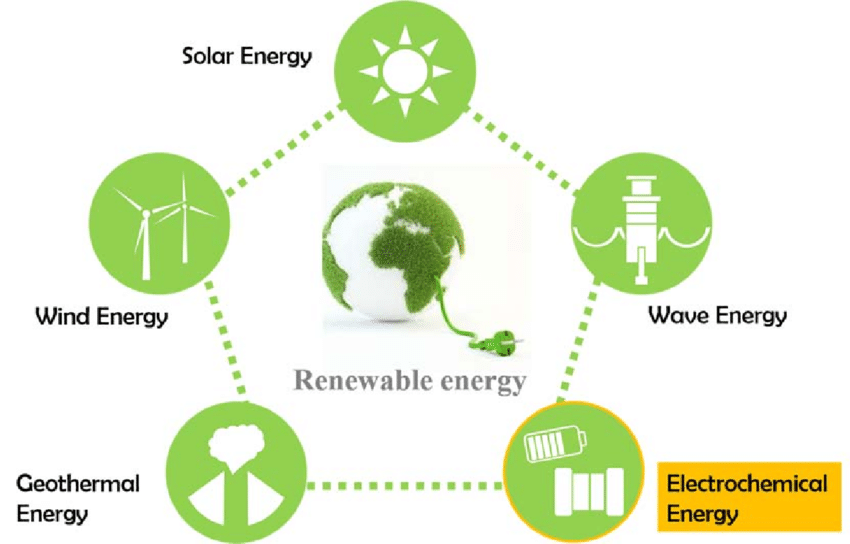 Solar Energy
Wind Energy
Wave Energy
Renewable energy
Geothermal
Energy
Electrochemical
Energy